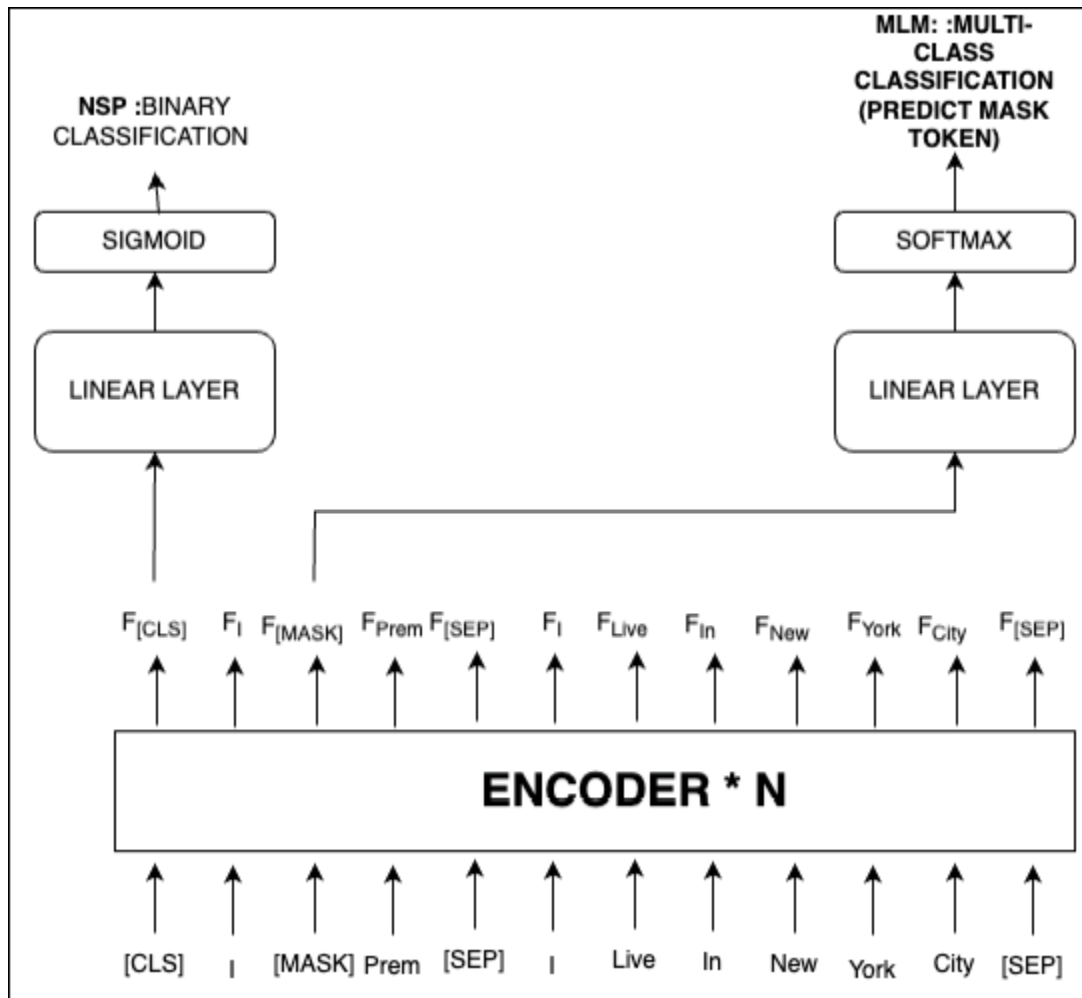 MLM: :MULTI-
CLASS
CLASSIFICATION
(PREDICT MASK
TOKEN)
NSP :BINARY
CLASSIFICATION
SIGMOID
SOFTMAX
LINEAR LAYER
LINEAR LAYER
F[CLS] FI F[MASK] FPrem F[SEP] FI FLive FIn FNew FYork FCity F[SEP]
ENCODER * N
[CLS] I [MASK] Prem [SEP] I Live In New York City [SEP]